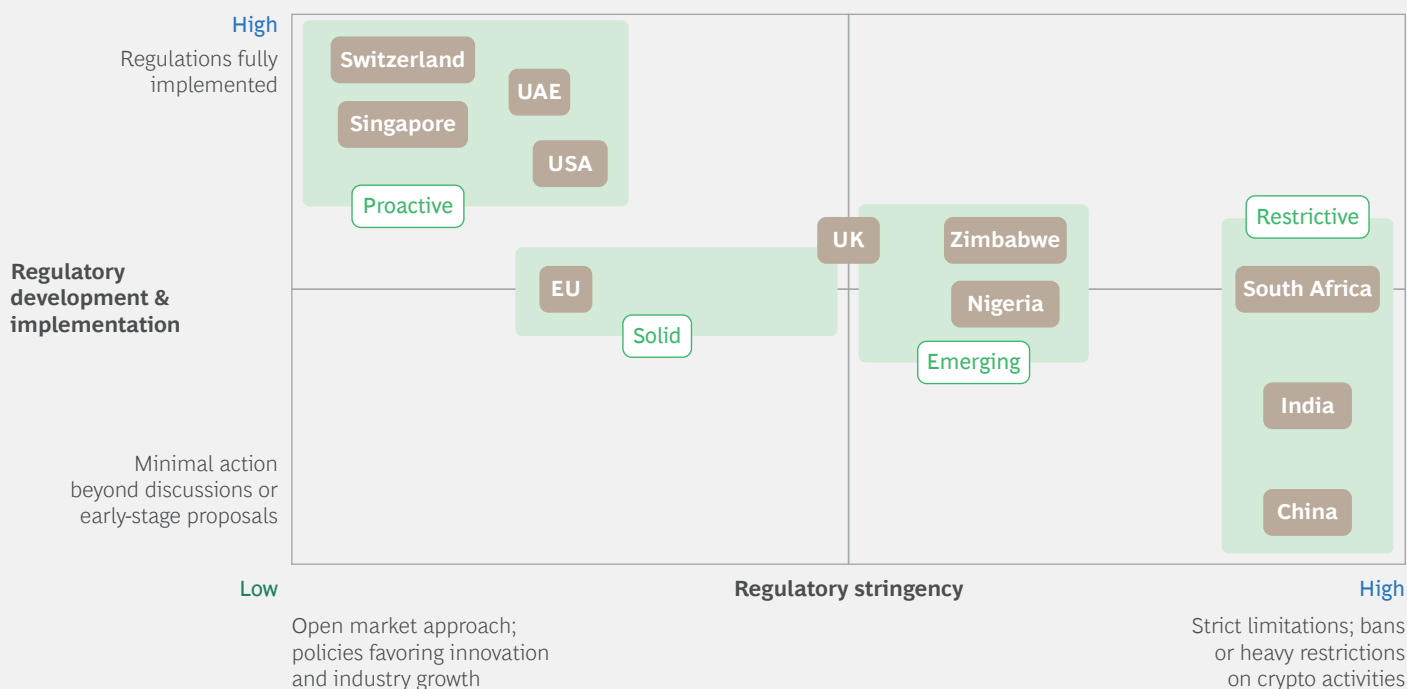 High
Regulations fully
implemented
Switzerland
UAE
Singapore
USA
Proactive
Restrictive
UK
Zimbabwe
Regulatory
development &
implementation
EU
Nigeria
South Africa
Solid
Emerging
India
Minimal action
beyond discussions or
early-stage proposals
China
Low
Regulatory stringency
High
Open market approach;
policies favoring innovation
and industry growth
Strict limitations; bans
or heavy restrictions
on crypto activities